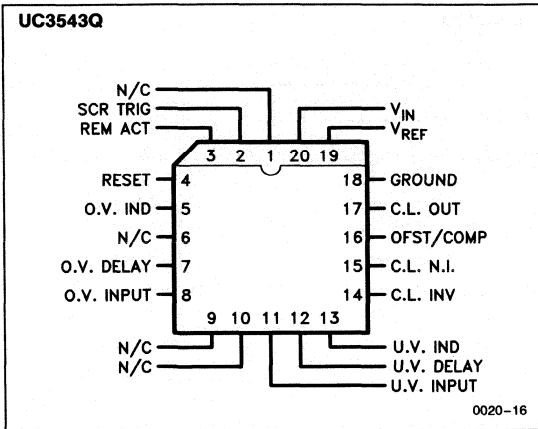 UC3543Q
N/C
SCR TRIG
REM ACT
VIN
VREF
3 2 1 20 19
RESET 4
18 GROUND
O.V. IND 5
17 C.L. OUT
N/C 6
16 OFST/COMP
O.V. DELAY 7
15 C.L. N.I.
O.V. INPUT 8
14 C.L. INV
9 10 11 12 13
N/C
N/C
U.V. IND
U.V. DELAY
U.V. INPUT
0020-16